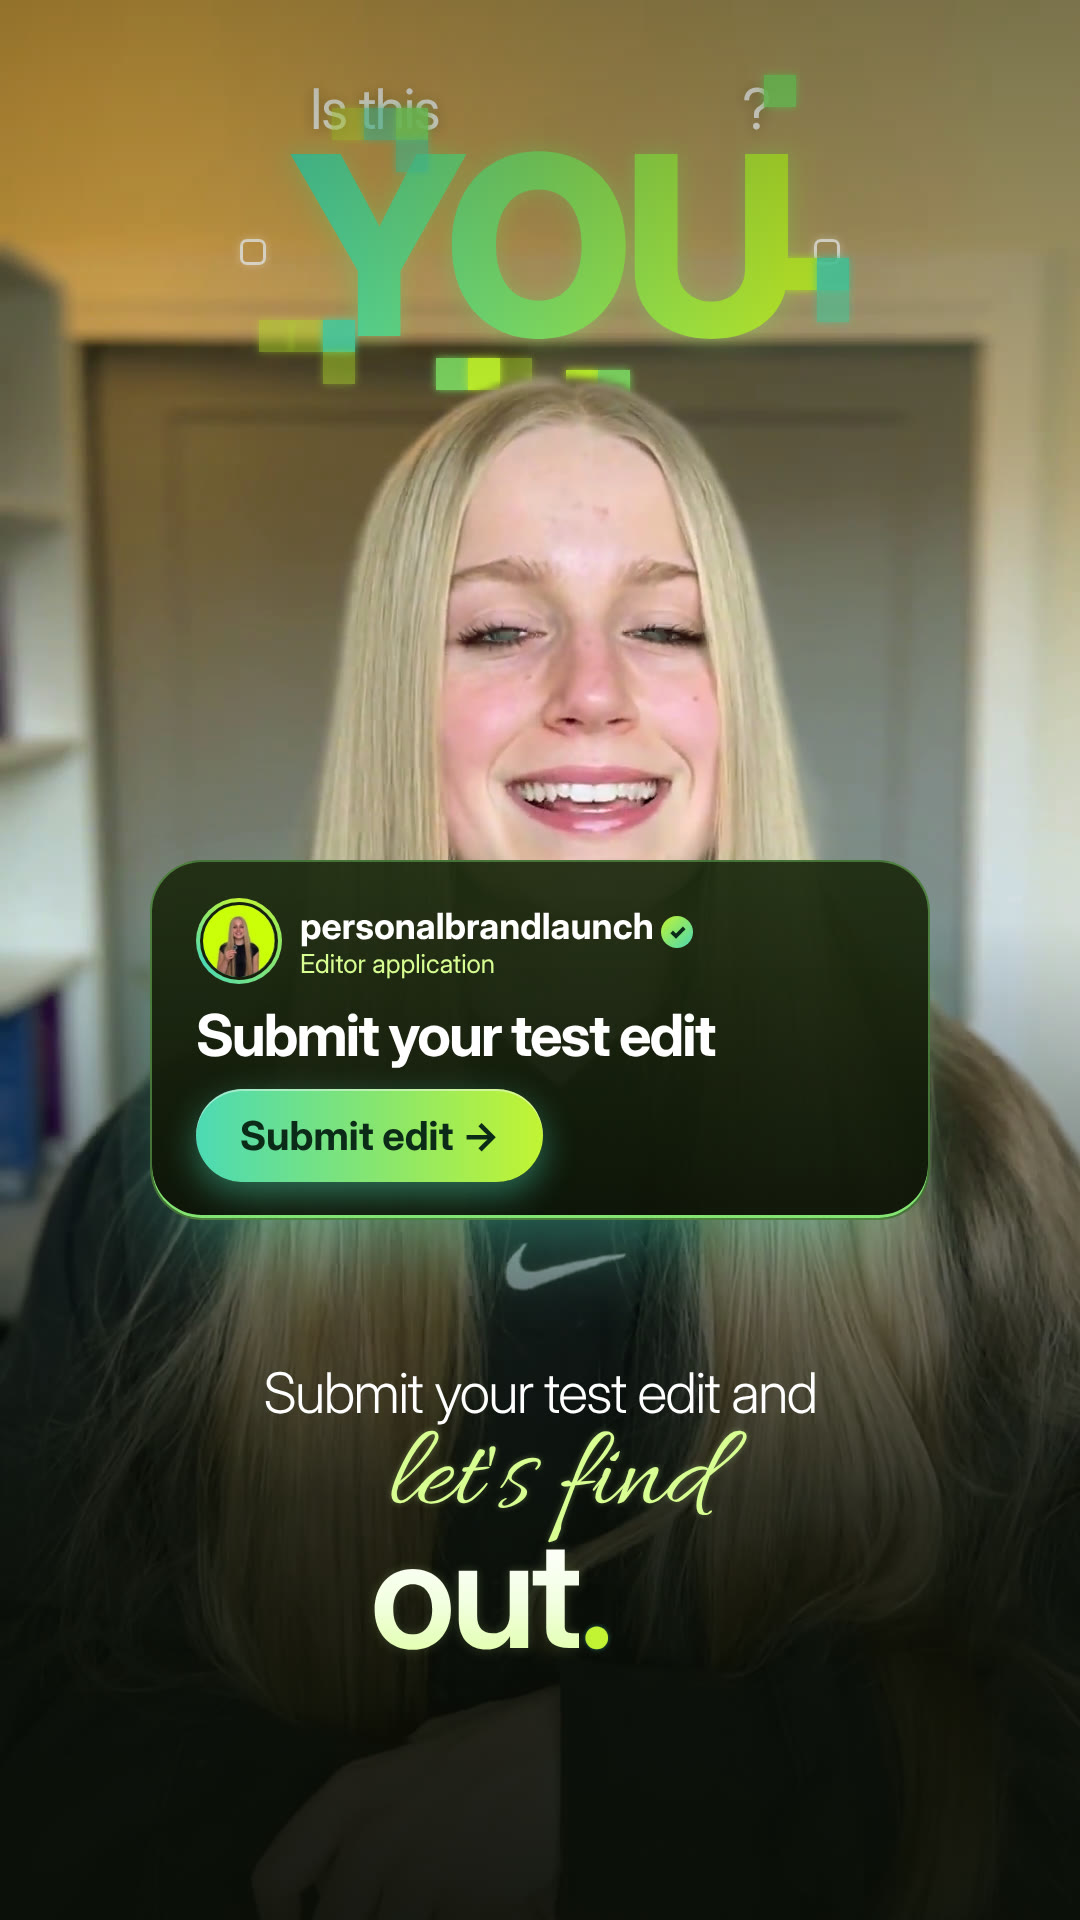 Is this ?
YOU
personalbrandlaunch
Editor application
Submit your test edit
Submit edit →
Submit your test edit and
let's find
out.